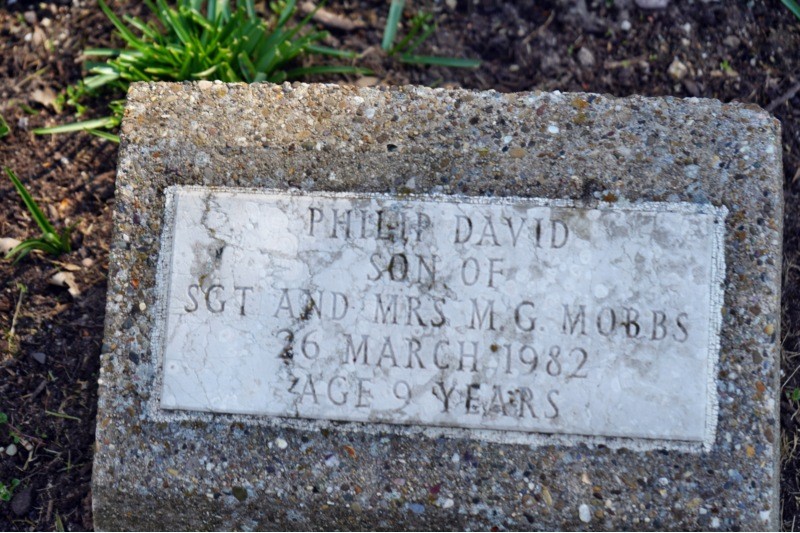 PHILIP DAVID
SON OF
SGT AND MRS M.G. MOBBS
26 MARCH 1982
AGE 9 YEARS